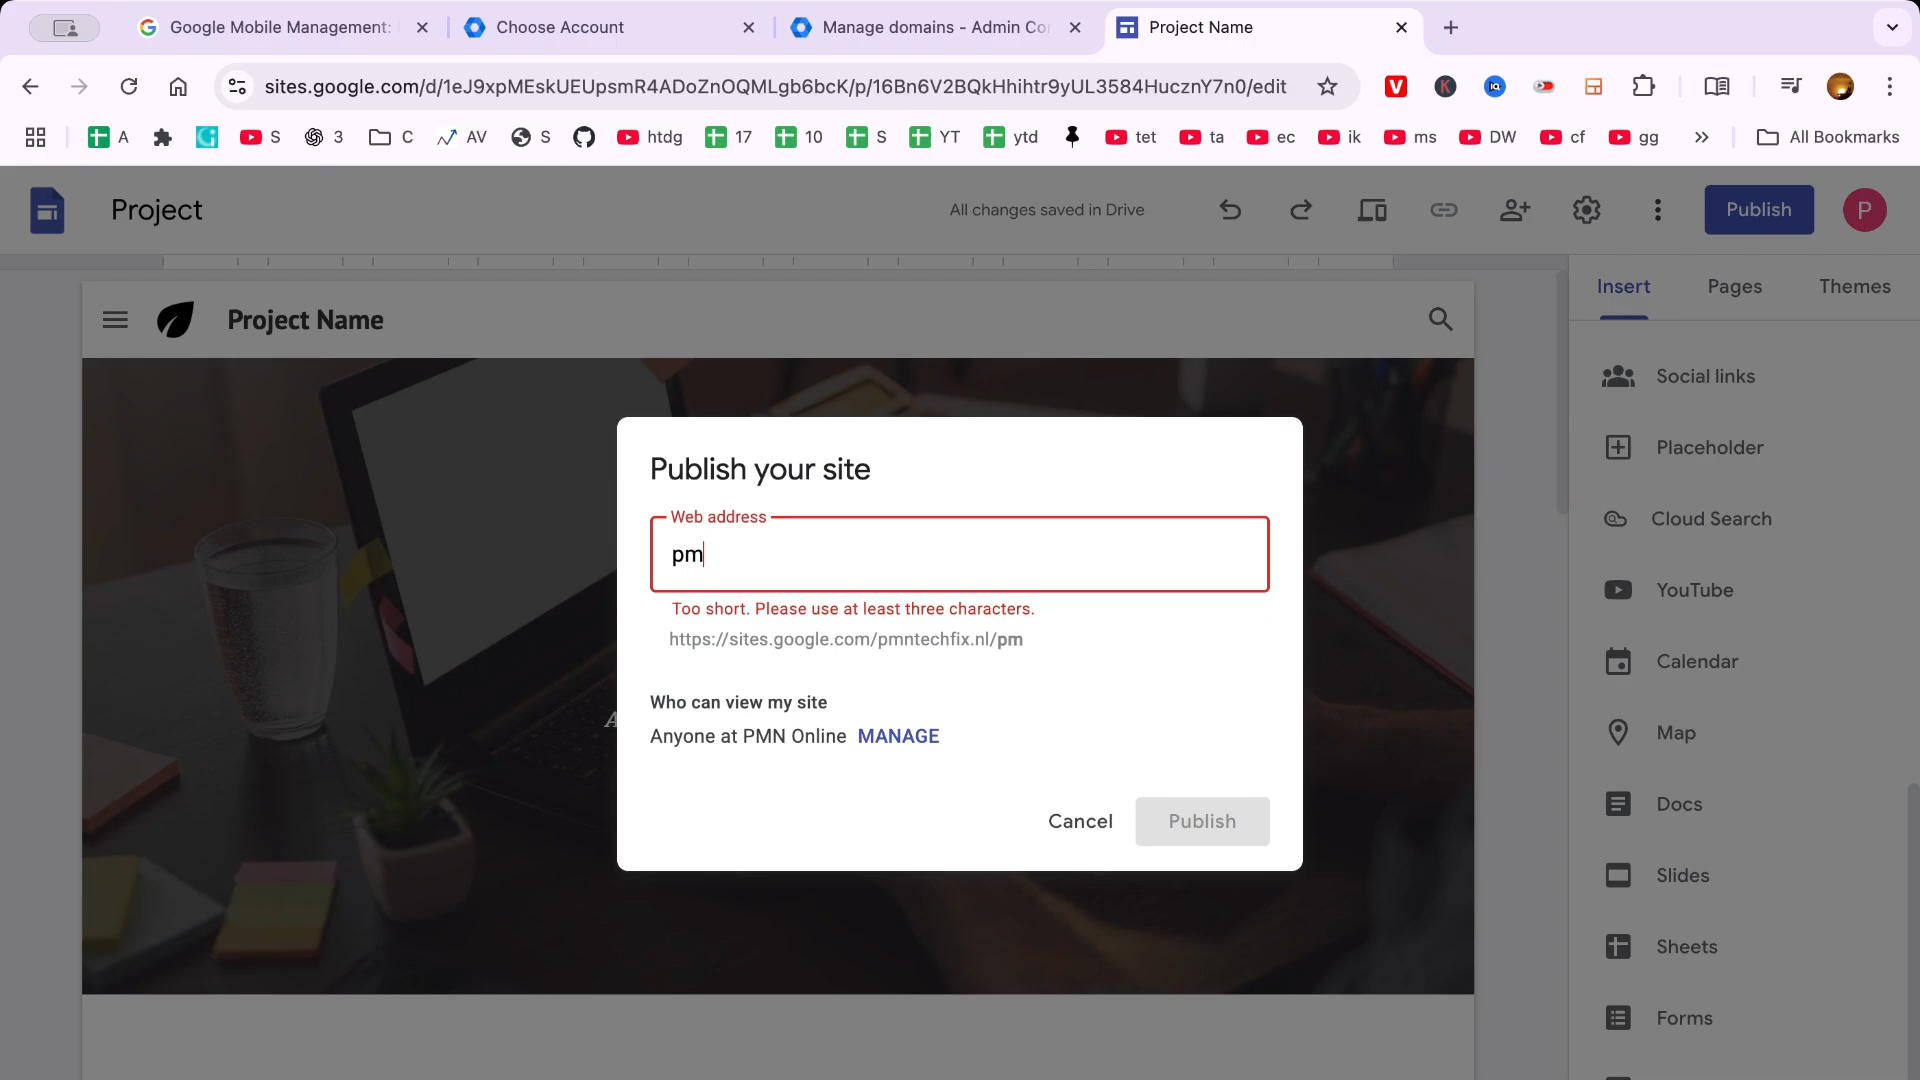 Google Mobile Management:
Choose Account
Manage domains - Admin Co
Project Name
sites.google.com/d/1eJ9xpMEskUEUpsmR4ADoZnOQMLgb6bcK/p/16Bn6V2BQkHhihtr9yUL3584HucznY7n0/edit
A
S
3
C
AV
S
htdg
17
10
S
YT
ytd
tet
ta
ec
ik
ms
DW
cf
gg
All Bookmarks
Project
All changes saved in Drive
Publish
P
Insert
Pages
Themes
Project Name
Social links
Placeholder
Cloud Search
YouTube
Calendar
Map
Docs
Slides
Sheets
Forms
Publish your site
Web address
pm
Too short. Please use at least three characters.
https://sites.google.com/pmntechfix.nl/pm
Who can view my site
Anyone at PMN Online MANAGE
Cancel
Publish